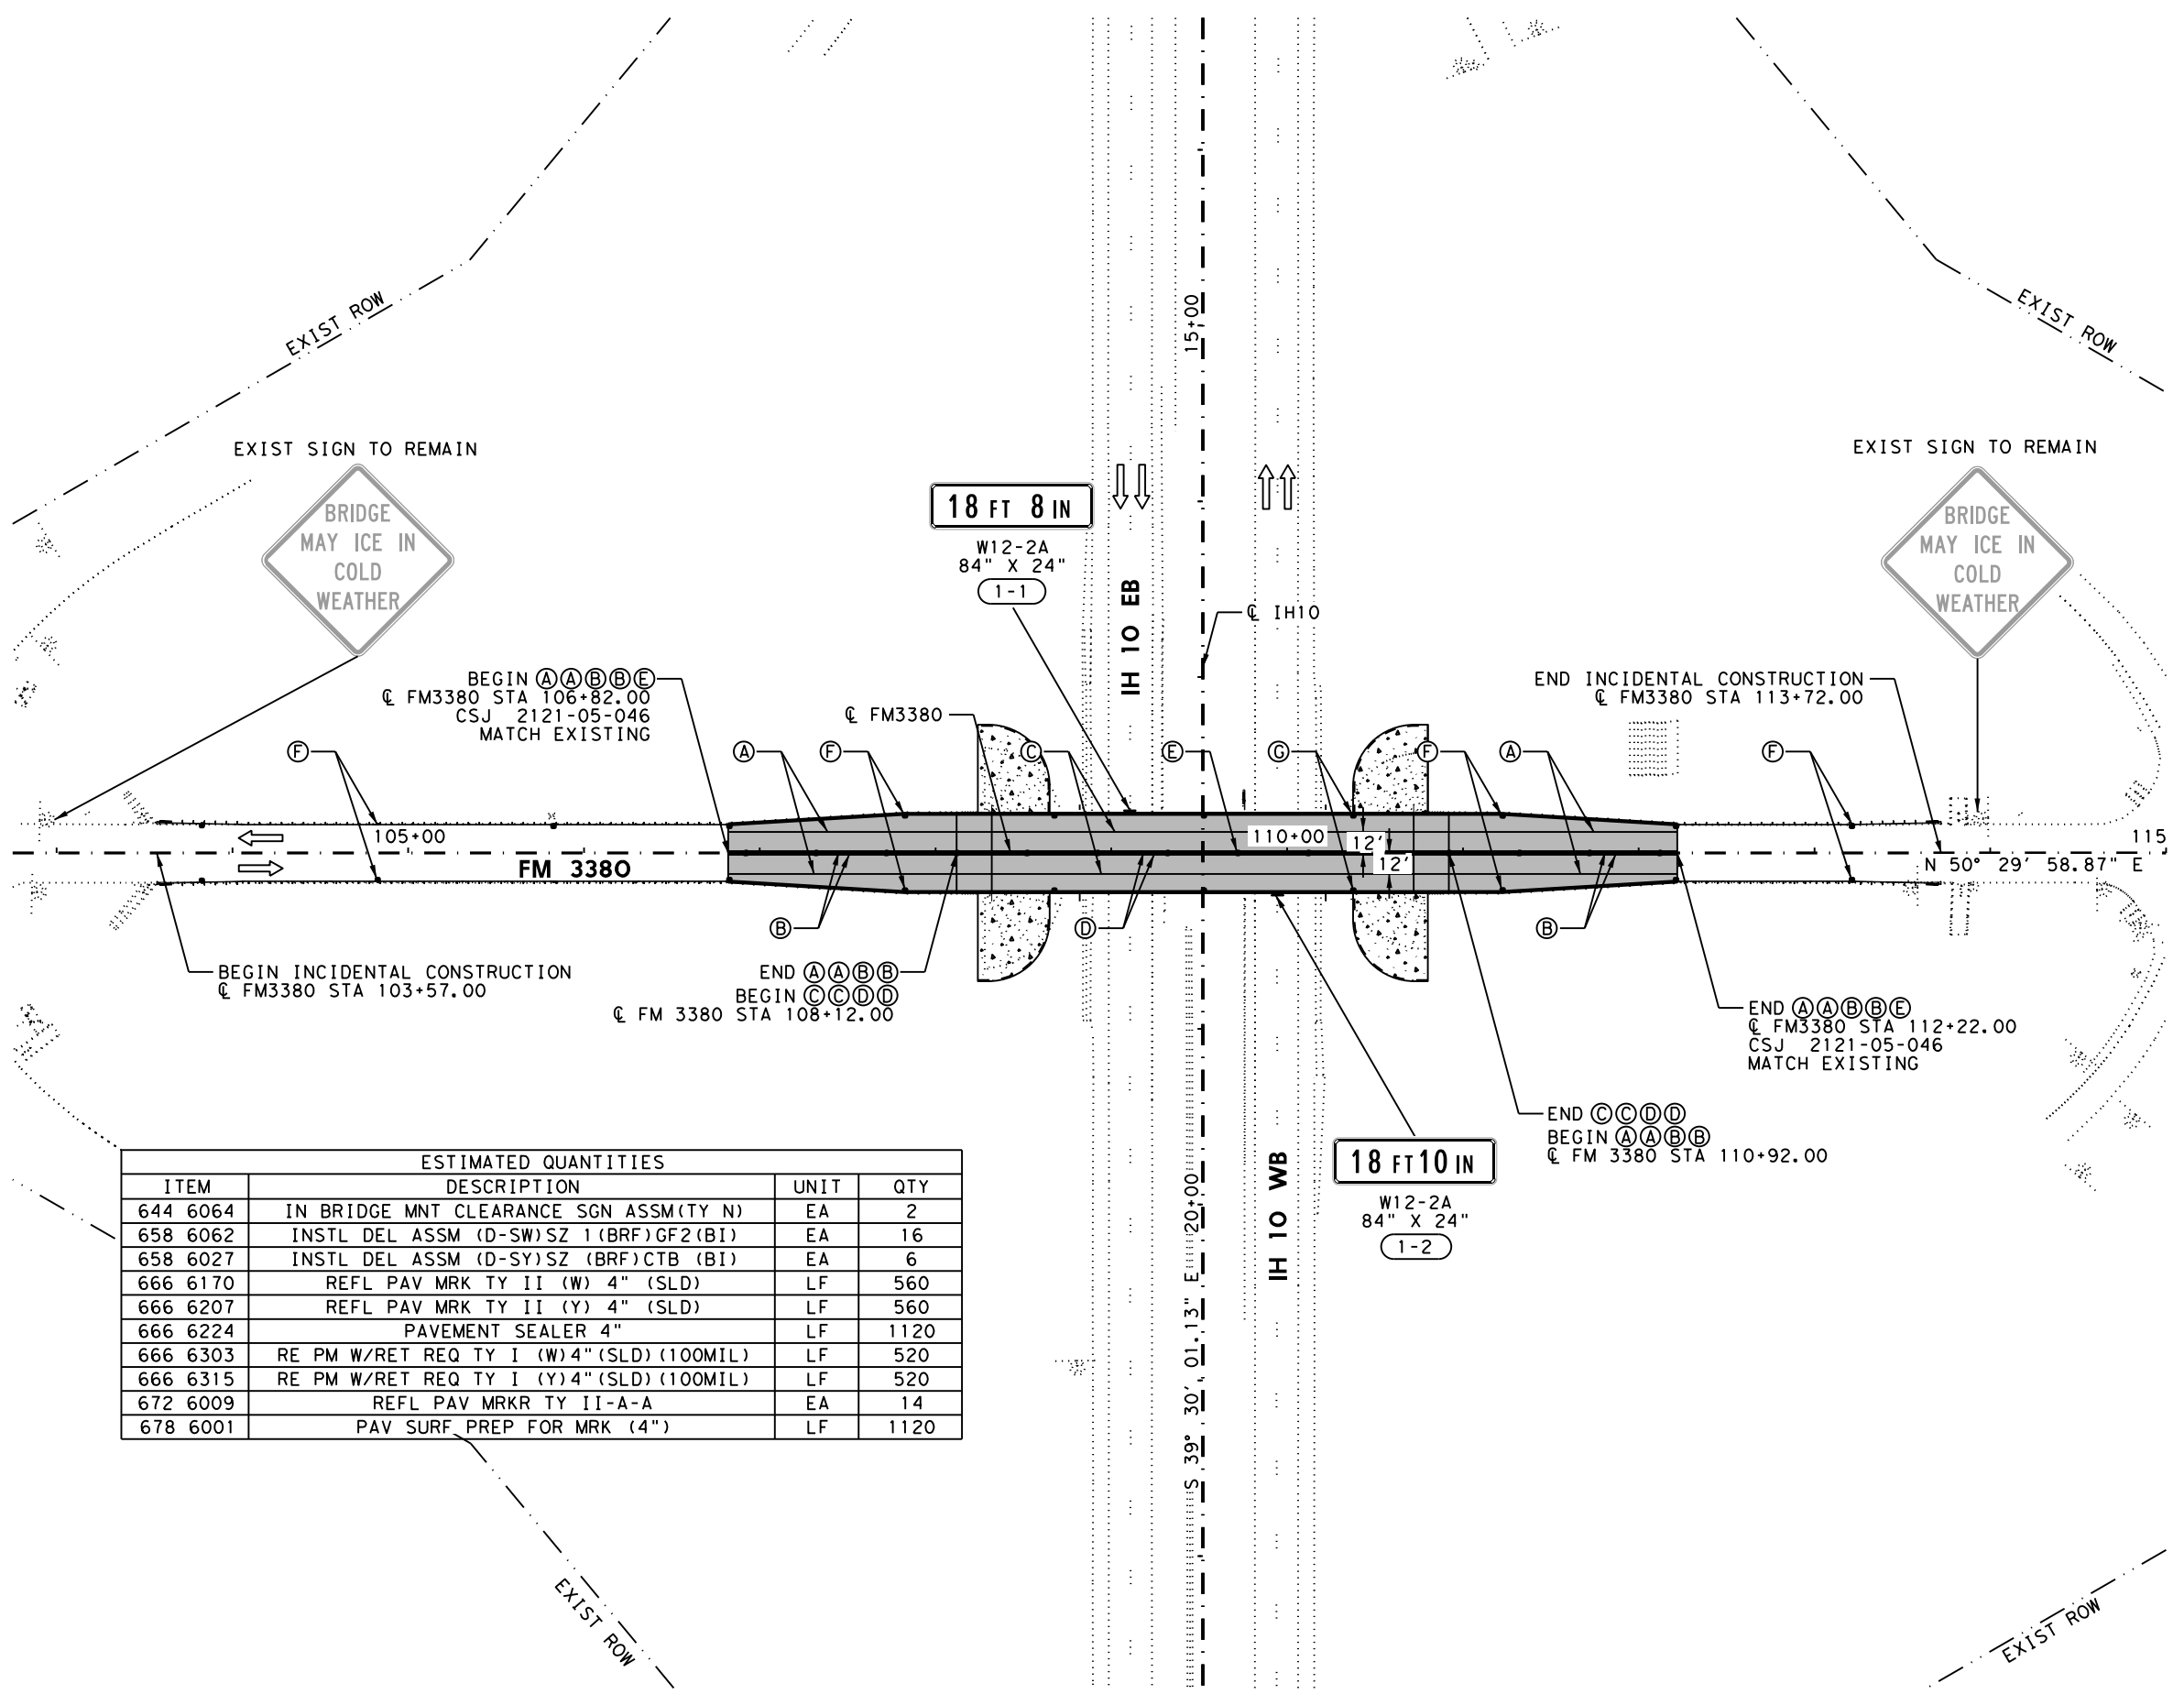 EXIST ROW
EXIST ROW
15+00
EXIST SIGN TO REMAIN
BRIDGE
MAY ICE IN
COLD
WEATHER
EXIST SIGN TO REMAIN
BRIDGE
MAY ICE IN
COLD
WEATHER
18 FT 8 IN
W12-2A
84" X 24"
1-1
IH 10 EB
℄ IH10
BEGIN Ⓐ Ⓐ Ⓑ Ⓑ Ⓔ
℄ FM3380 STA 106+82.00
CSJ 2121-05-046
MATCH EXISTING
℄ FM3380
END INCIDENTAL CONSTRUCTION
℄ FM3380 STA 113+72.00
Ⓕ
Ⓐ
Ⓕ
Ⓒ
Ⓔ
Ⓖ
Ⓕ
Ⓐ
Ⓕ
105+00
110+00
12'
12'
115
FM 3380
N 50° 29' 58.87" E
Ⓑ
Ⓓ
Ⓑ
BEGIN INCIDENTAL CONSTRUCTION
℄ FM3380 STA 103+57.00
END Ⓐ Ⓐ Ⓑ Ⓑ
BEGIN Ⓒ Ⓒ Ⓓ Ⓓ
℄ FM 3380 STA 108+12.00
END Ⓐ Ⓐ Ⓑ Ⓑ Ⓔ
℄ FM3380 STA 112+22.00
CSJ 2121-05-046
MATCH EXISTING
END Ⓒ Ⓒ Ⓓ Ⓓ
BEGIN Ⓐ Ⓐ Ⓑ Ⓑ
℄ FM 3380 STA 110+92.00
18 FT 10 IN
W12-2A
84" X 24"
1-2
IH 10 WB
20+00
S 39° 30' 01.13" E
ESTIMATED QUANTITIES
ITEM DESCRIPTION UNIT QTY
644 6064 IN BRIDGE MNT CLEARANCE SGN ASSM(TY N) EA 2
658 6062 INSTL DEL ASSM (D-SW)SZ 1(BRF)GF2(BI) EA 16
658 6027 INSTL DEL ASSM (D-SY)SZ (BRF)CTB (BI) EA 6
666 6170 REFL PAV MRK TY II (W) 4" (SLD) LF 560
666 6207 REFL PAV MRK TY II (Y) 4" (SLD) LF 560
666 6224 PAVEMENT SEALER 4" LF 1120
666 6303 RE PM W/RET REQ TY I (W)4"(SLD)(100MIL) LF 520
666 6315 RE PM W/RET REQ TY I (Y)4"(SLD)(100MIL) LF 520
672 6009 REFL PAV MRKR TY II-A-A EA 14
678 6001 PAV SURF PREP FOR MRK (4") LF 1120
EXIST ROW
EXIST ROW